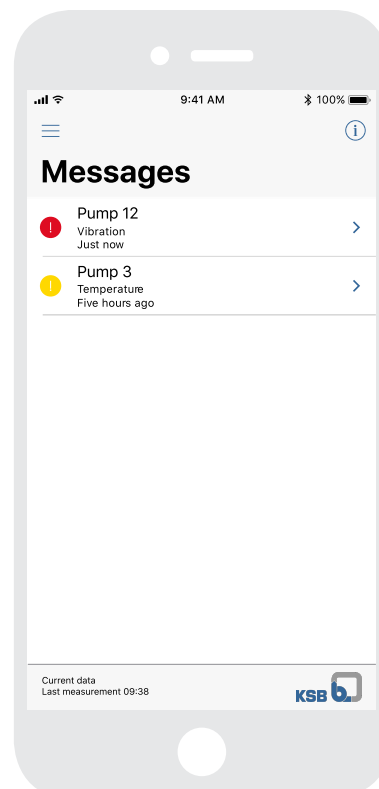 9:41 AM
100%
Messages
Pump 12
Vibration
Just now
Pump 3
Temperature
Five hours ago
Current data
Last measurement 09:38
KSB b